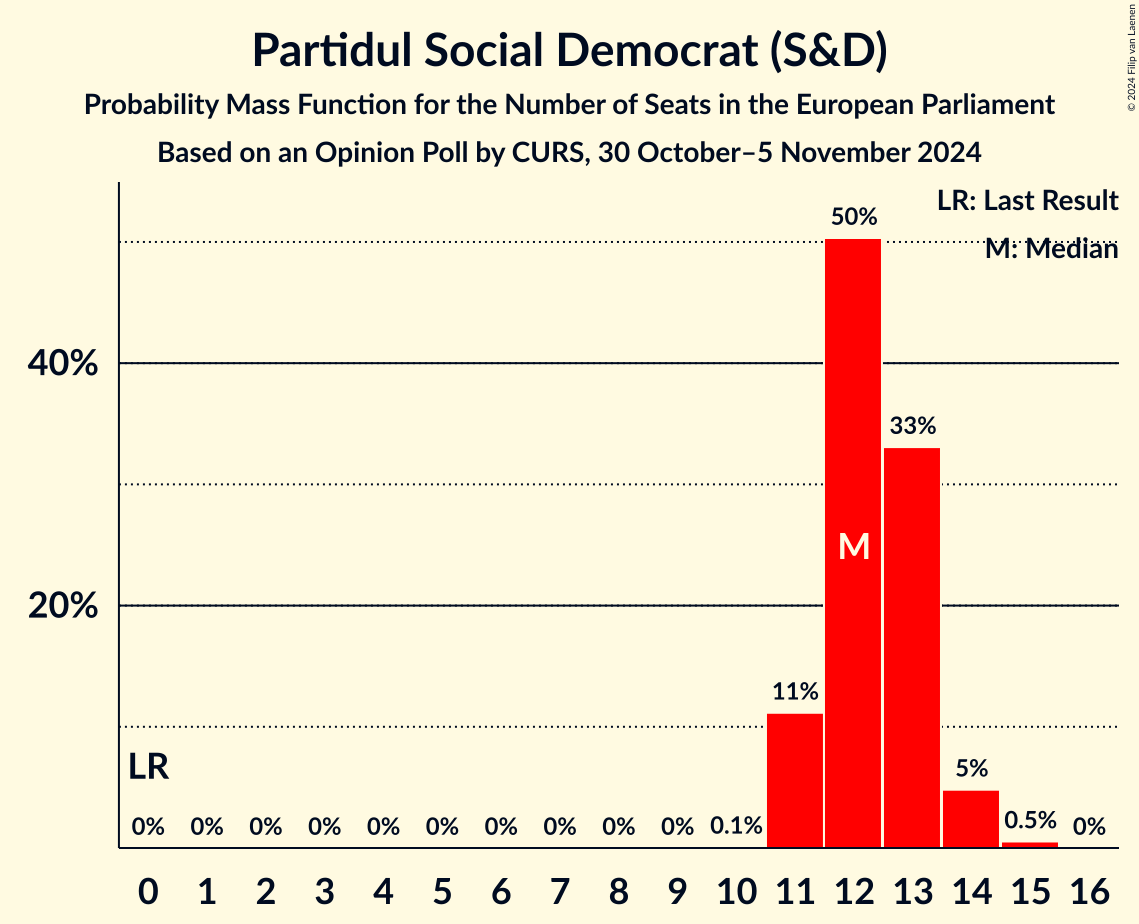 Partidul Social Democrat (S&D)
Probability Mass Function for the Number of Seats in the European Parliament
Based on an Opinion Poll by CURS, 30 October–5 November 2024
© 2024 Filip van Laenen
LR: Last Result
M: Median
50%
40%
33%
M
20%
11%
LR
5%
0% 0% 0% 0% 0% 0% 0% 0% 0% 0% 0.1% 0.5% 0%
0 1 2 3 4 5 6 7 8 9 10 11 12 13 14 15 16